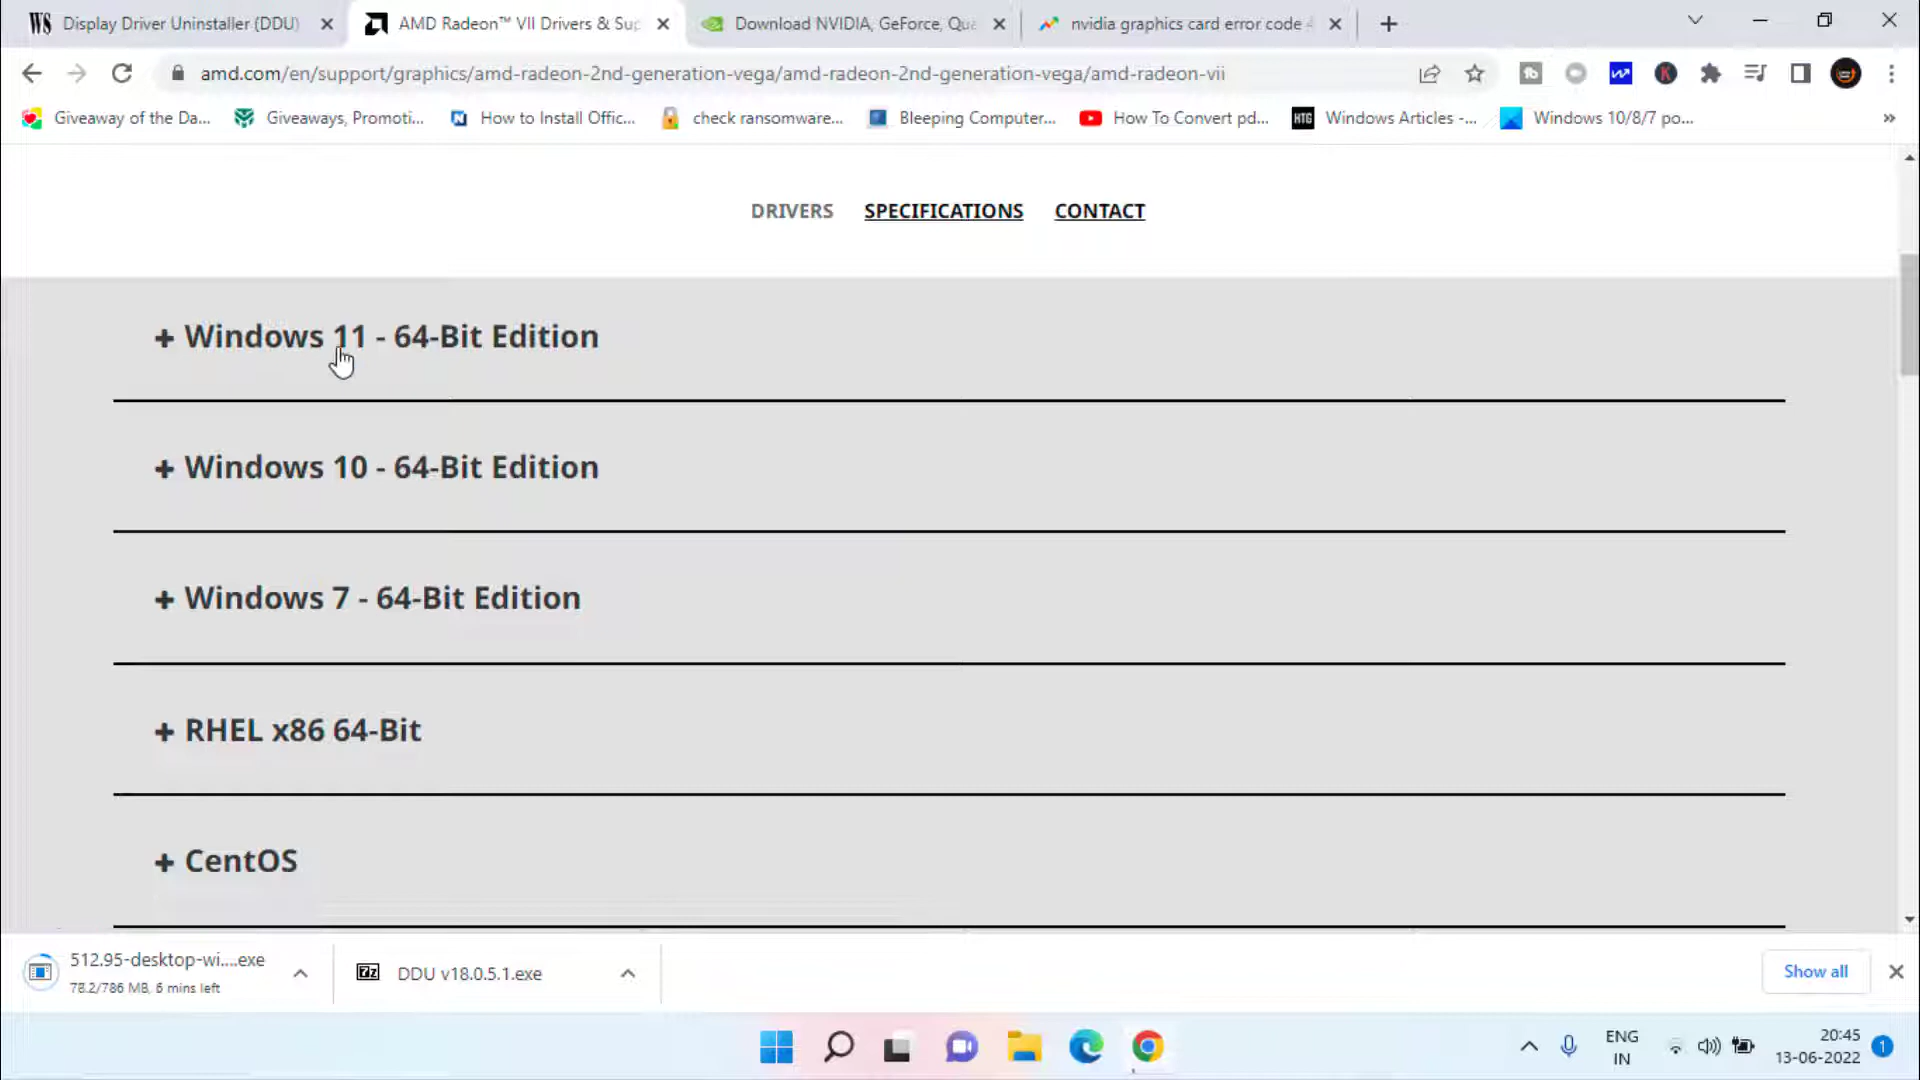 Display Driver Uninstaller (DDU)
AMD Radeon™ VII Drivers & Sup
Download NVIDIA, GeForce, Qua
nvidia graphics card error code 4
amd.com/en/support/graphics/amd-radeon-2nd-generation-vega/amd-radeon-2nd-generation-vega/amd-radeon-vii
Giveaway of the Da...
Giveaways, Promoti...
How to Install Offic...
check ransomware...
Bleeping Computer...
How To Convert pd...
HTG
Windows Articles -...
Windows 10/8/7 po...
DRIVERS
SPECIFICATIONS
CONTACT
+ Windows 11 - 64-Bit Edition
+ Windows 10 - 64-Bit Edition
+ Windows 7 - 64-Bit Edition
+ RHEL x86 64-Bit
+ CentOS
512.95-desktop-wi....exe
78.2/786 MB, 6 mins left
7z
DDU v18.0.5.1.exe
Show all
ENG
IN
20:45
13-06-2022
1